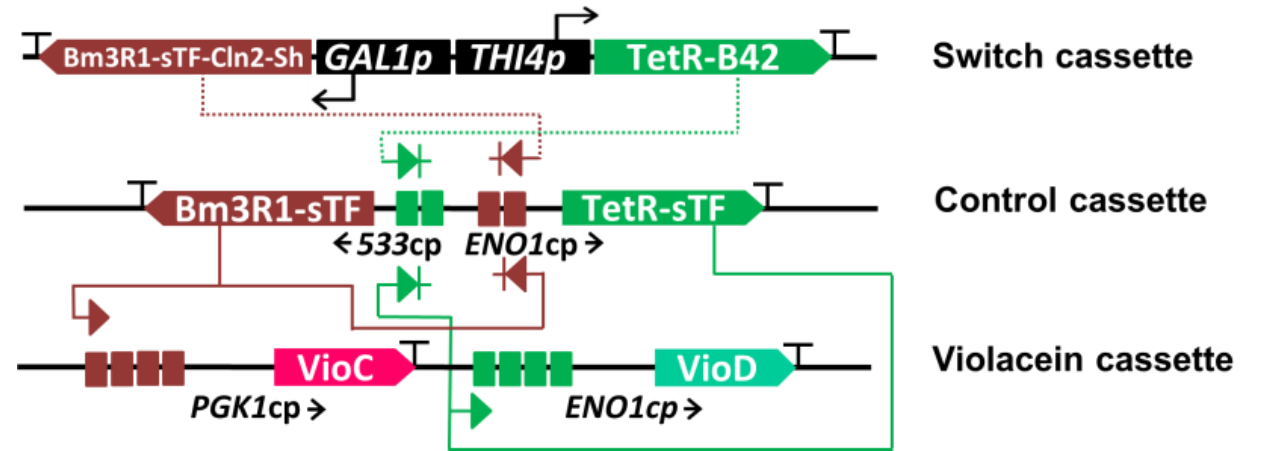 Bm3R1-sTF-Cln2-Sh GAL1p THI4p TetR-B42 Switch cassette
Bm3R1-sTF TetR-sTF Control cassette
533cp ENO1cp
VioC VioD Violacein cassette
PGK1cp ENO1cp